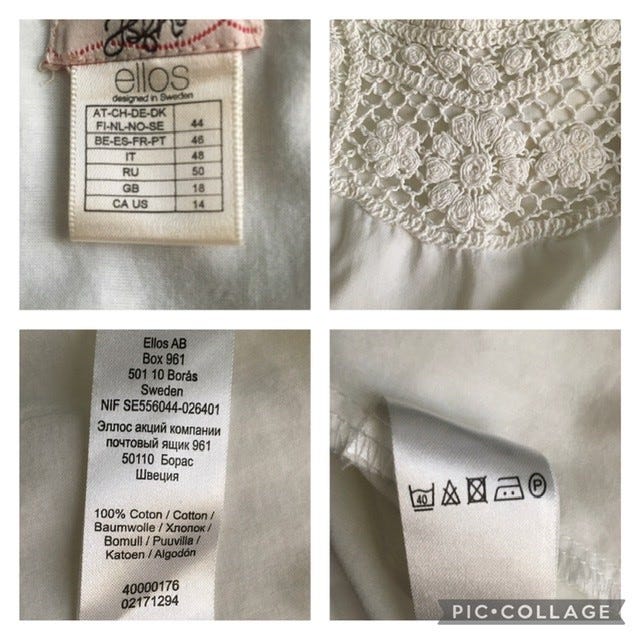 ellos
designed in Sweden
AT-CH-DE-DK
FI-NL-NO-SE 44
BE-ES-FR-PT 46
IT 48
RU 50
GB 18
CA US 14
Ellos AB
Box 961
501 10 Borås
Sweden
NIF SE556044-026401
Эллос акций компании
почтовый ящик 961
50110 Борас
Швеция
100% Coton / Cotton /
Baumwolle / Хлопок /
Bomull / Puuvilla /
Katoen / Algodón
40000176
02171294
40
P
PIC•COLLAGE